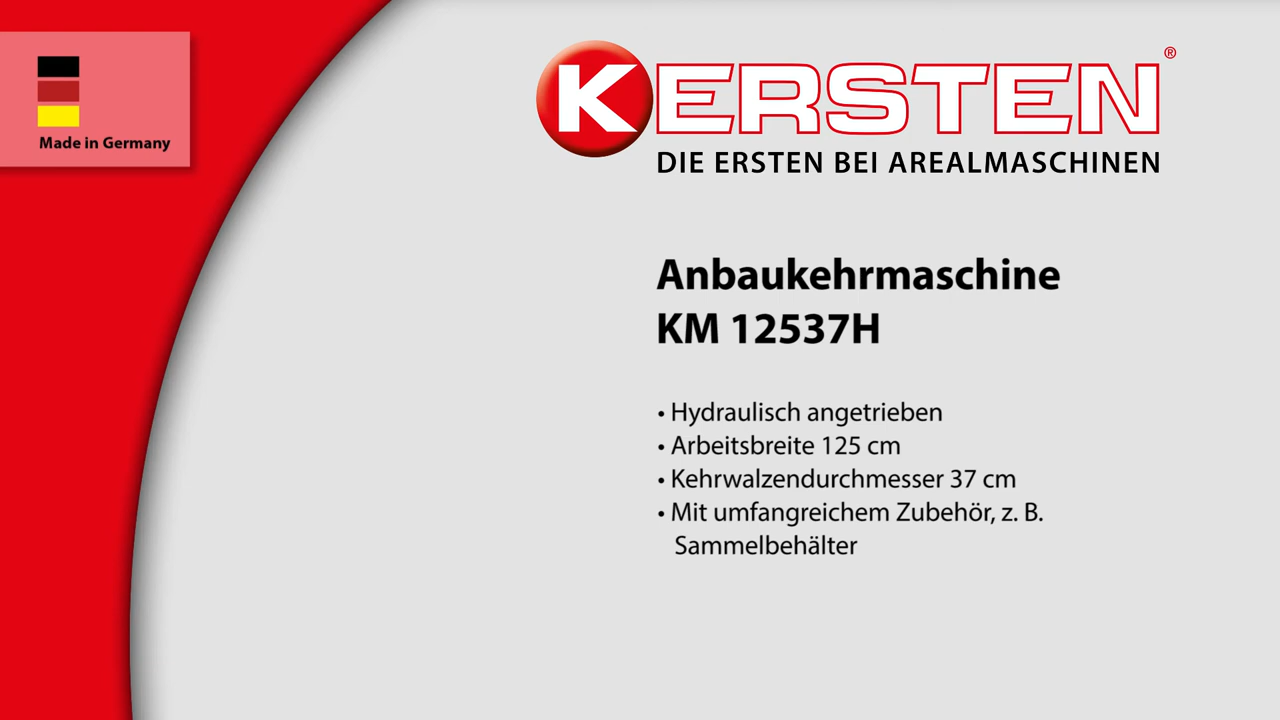 Made in Germany
KERSTEN®
DIE ERSTEN BEI AREALMASCHINEN
Anbaukehrmaschine
KM 12537H
• Hydraulisch angetrieben
• Arbeitsbreite 125 cm
• Kehrwalzendurchmesser 37 cm
• Mit umfangreichem Zubehör, z. B.
Sammelbehälter